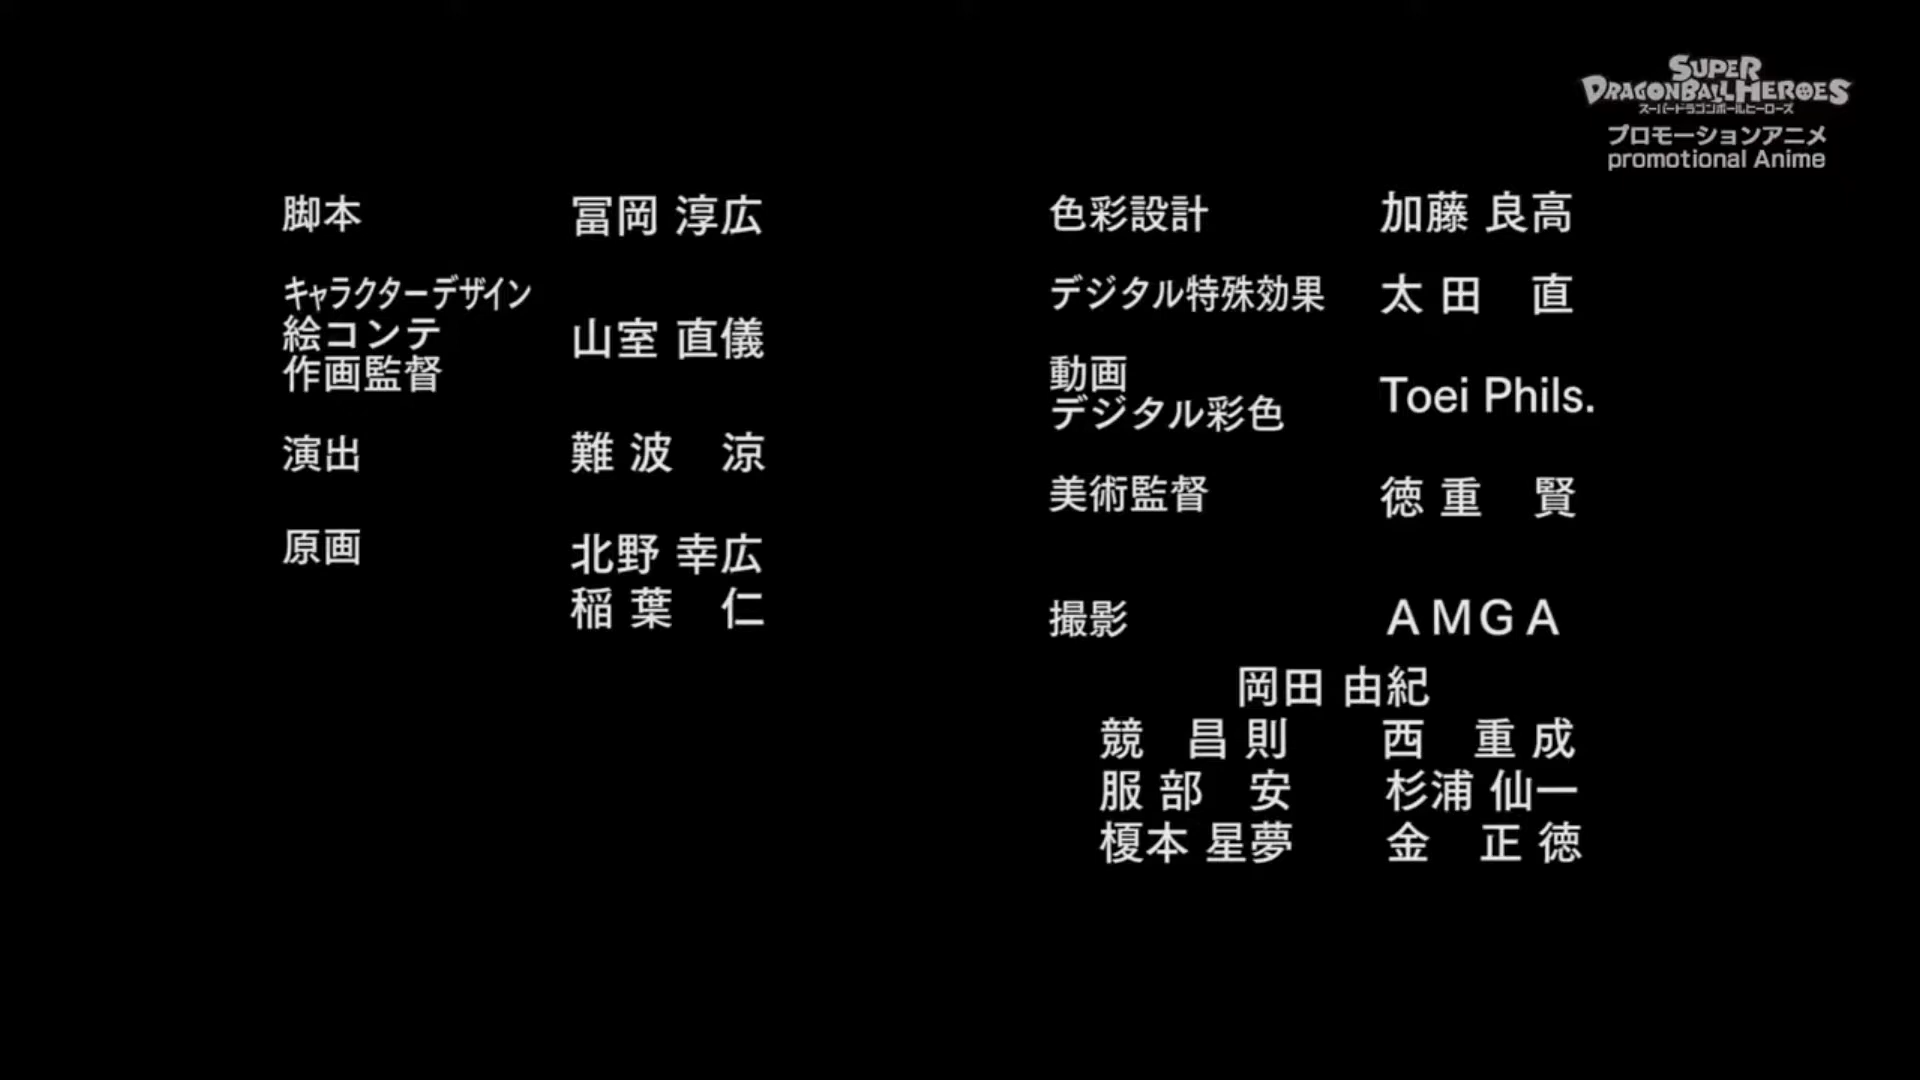 SUPER
DRAGONBALL HEROES
スーパードラゴンボールヒーローズ
プロモーションアニメ
promotional Anime
脚本 冨岡 淳広
キャラクターデザイン
絵コンテ 山室 直儀
作画監督
演出 難波 涼
原画 北野 幸広
稲葉 仁
色彩設計 加藤 良高
デジタル特殊効果 太田 直
動画
デジタル彩色 Toei Phils.
美術監督 徳重 賢
撮影 AMGA
岡田 由紀
競 昌則 西 重成
服部 安 杉浦 仙一
榎本 星夢 金 正徳